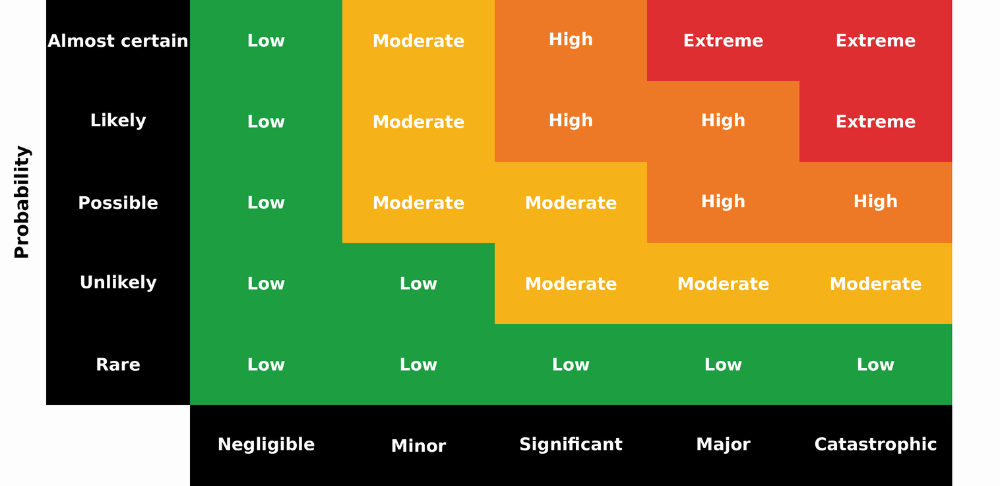 Probability
Almost certain Low Moderate High Extreme Extreme
Likely Low Moderate High High Extreme
Possible Low Moderate Moderate High High
Unlikely Low Low Moderate Moderate Moderate
Rare Low Low Low Low Low
Negligible Minor Significant Major Catastrophic